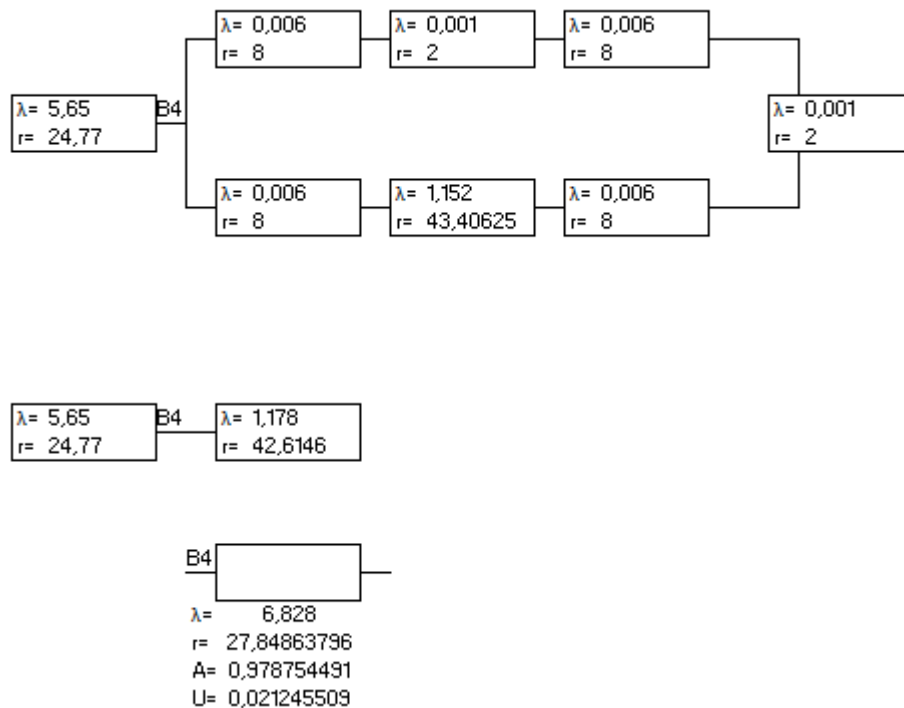 λ= 0,006
r= 8
λ= 0,001
r= 2
λ= 0,006
r= 8
λ= 5,65
r= 24,77
B4
λ= 0,001
r= 2
λ= 0,006
r= 8
λ= 1,152
r= 43,40625
λ= 0,006
r= 8
λ= 5,65
r= 24,77
B4
λ= 1,178
r= 42,6146
B4
λ= 6,828
r= 27,84863796
A= 0,978754491
U= 0,021245509